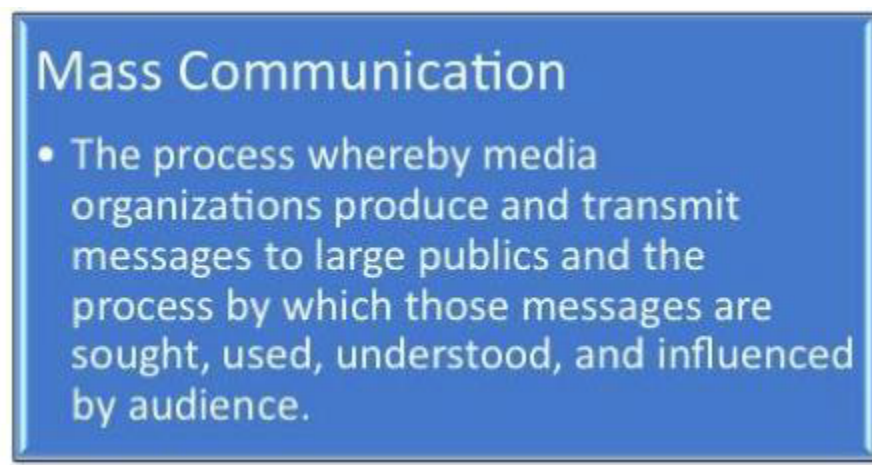 Mass Communication
• The process whereby media
organizations produce and transmit
messages to large publics and the
process by which those messages are
sought, used, understood, and influenced
by audience.